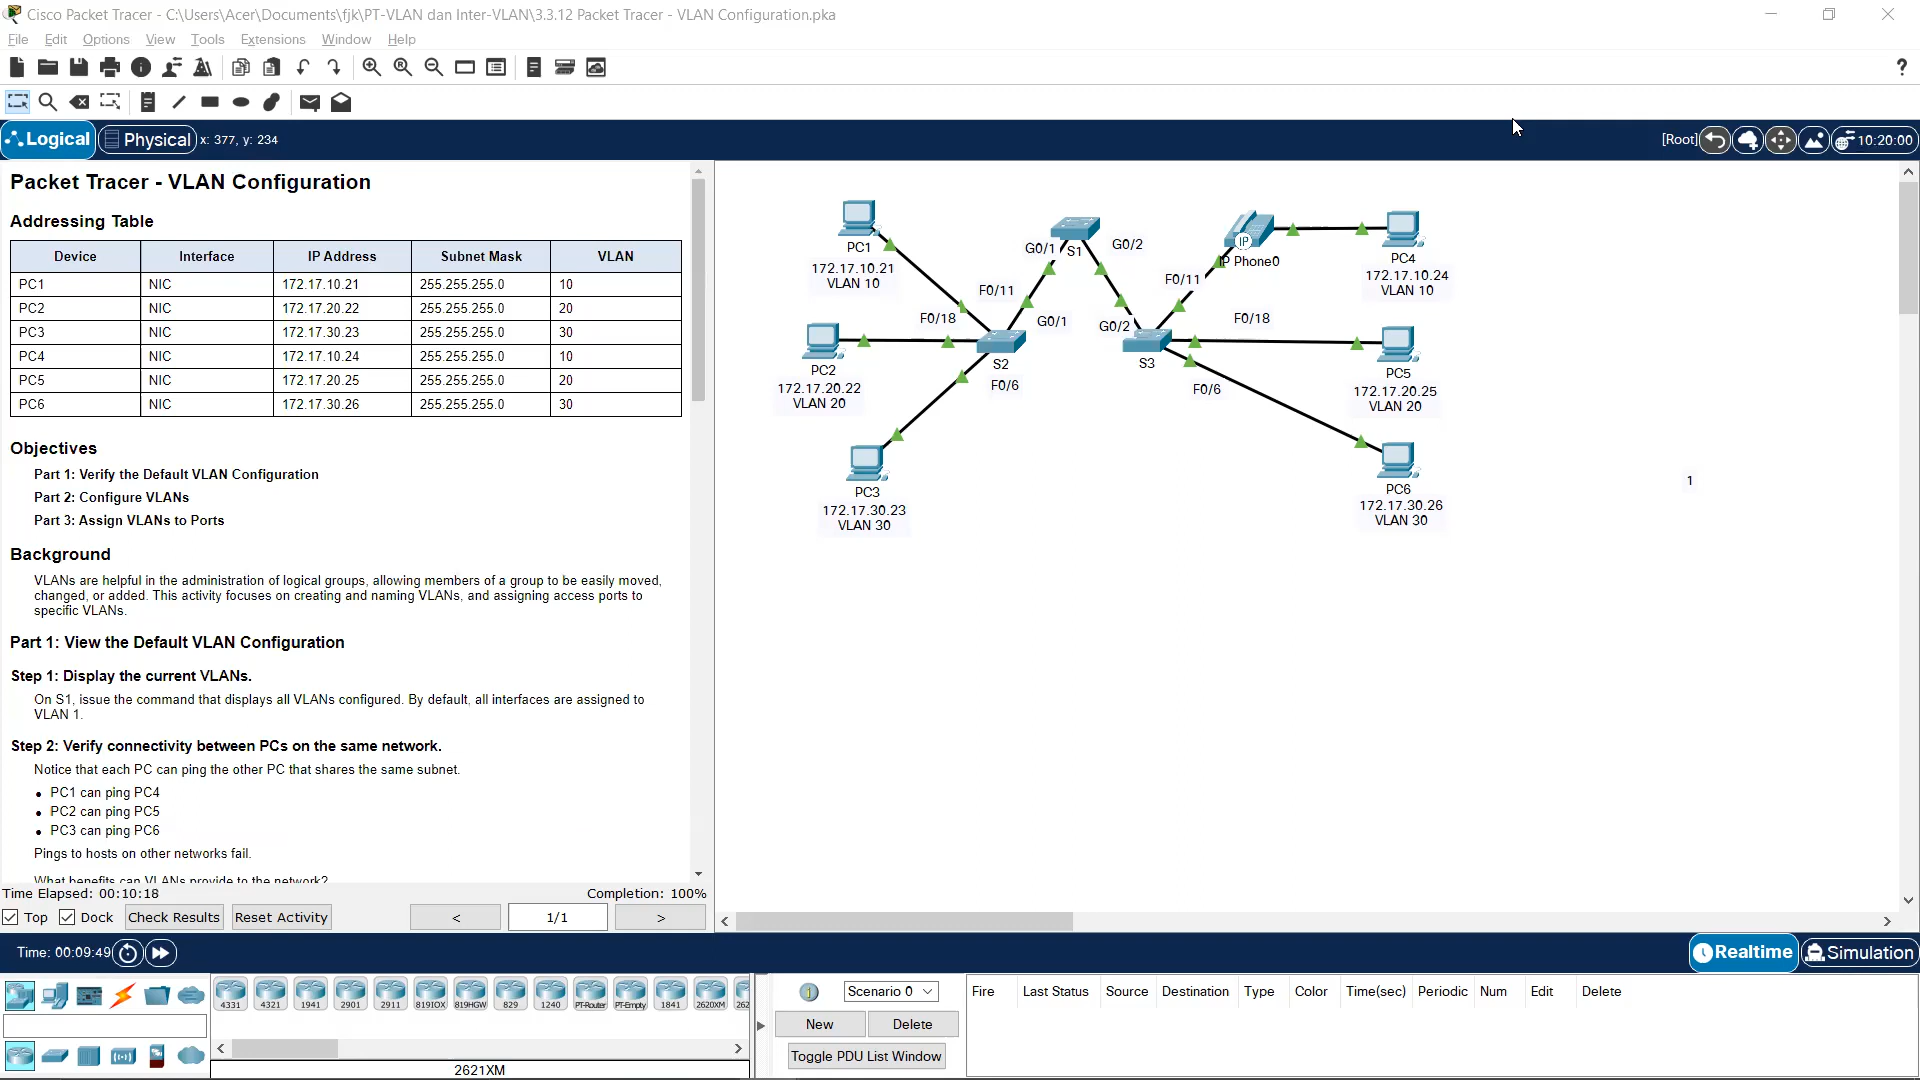 Cisco Packet Tracer - C:\Users\Acer\Documents\fjk\PT-VLAN dan Inter-VLAN\3.3.12 Packet Tracer - VLAN Configuration.pka
File Edit Options View Tools Extensions Window Help
?
Logical Physical x: 377, y: 234 [Root] 10:20:00
Packet Tracer - VLAN Configuration
Addressing Table
Device Interface IP Address Subnet Mask VLAN
PC1 NIC 172.17.10.21 255.255.255.0 10
PC2 NIC 172.17.20.22 255.255.255.0 20
PC3 NIC 172.17.30.23 255.255.255.0 30
PC4 NIC 172.17.10.24 255.255.255.0 10
PC5 NIC 172.17.20.25 255.255.255.0 20
PC6 NIC 172.17.30.26 255.255.255.0 30
Objectives
Part 1: Verify the Default VLAN Configuration
Part 2: Configure VLANs
Part 3: Assign VLANs to Ports
Background
VLANs are helpful in the administration of logical groups, allowing members of a group to be easily moved,
changed, or added. This activity focuses on creating and naming VLANs, and assigning access ports to
specific VLANs.
Part 1: View the Default VLAN Configuration
Step 1: Display the current VLANs.
On S1, issue the command that displays all VLANs configured. By default, all interfaces are assigned to
VLAN 1.
Step 2: Verify connectivity between PCs on the same network.
Notice that each PC can ping the other PC that shares the same subnet.
• PC1 can ping PC4
• PC2 can ping PC5
• PC3 can ping PC6
Pings to hosts on other networks fail.
What benefits can VLANs provide to the network?
Time Elapsed: 00:10:18 Completion: 100%
Top Dock Check Results Reset Activity < 1/1 >
PC1
172.17.10.21
VLAN 10
F0/11
F0/18
PC2
172.17.20.22
VLAN 20
PC3
172.17.30.23
VLAN 30
G0/1
S1
G0/2
G0/1
S2
F0/6
G0/2
S3
F0/11
F0/18
F0/6
IP
IP Phone0
PC4
172.17.10.24
VLAN 10
PC5
172.17.20.25
VLAN 20
PC6
172.17.30.26
VLAN 30
1
Time: 00:09:49 Realtime Simulation
4331 4321 1941 2901 2911 819IOX 819HGW 829 1240 PT-Router PT-Empty 1841 2620XM 262
2621XM
Scenario 0
New Delete
Toggle PDU List Window
Fire Last Status Source Destination Type Color Time(sec) Periodic Num Edit Delete